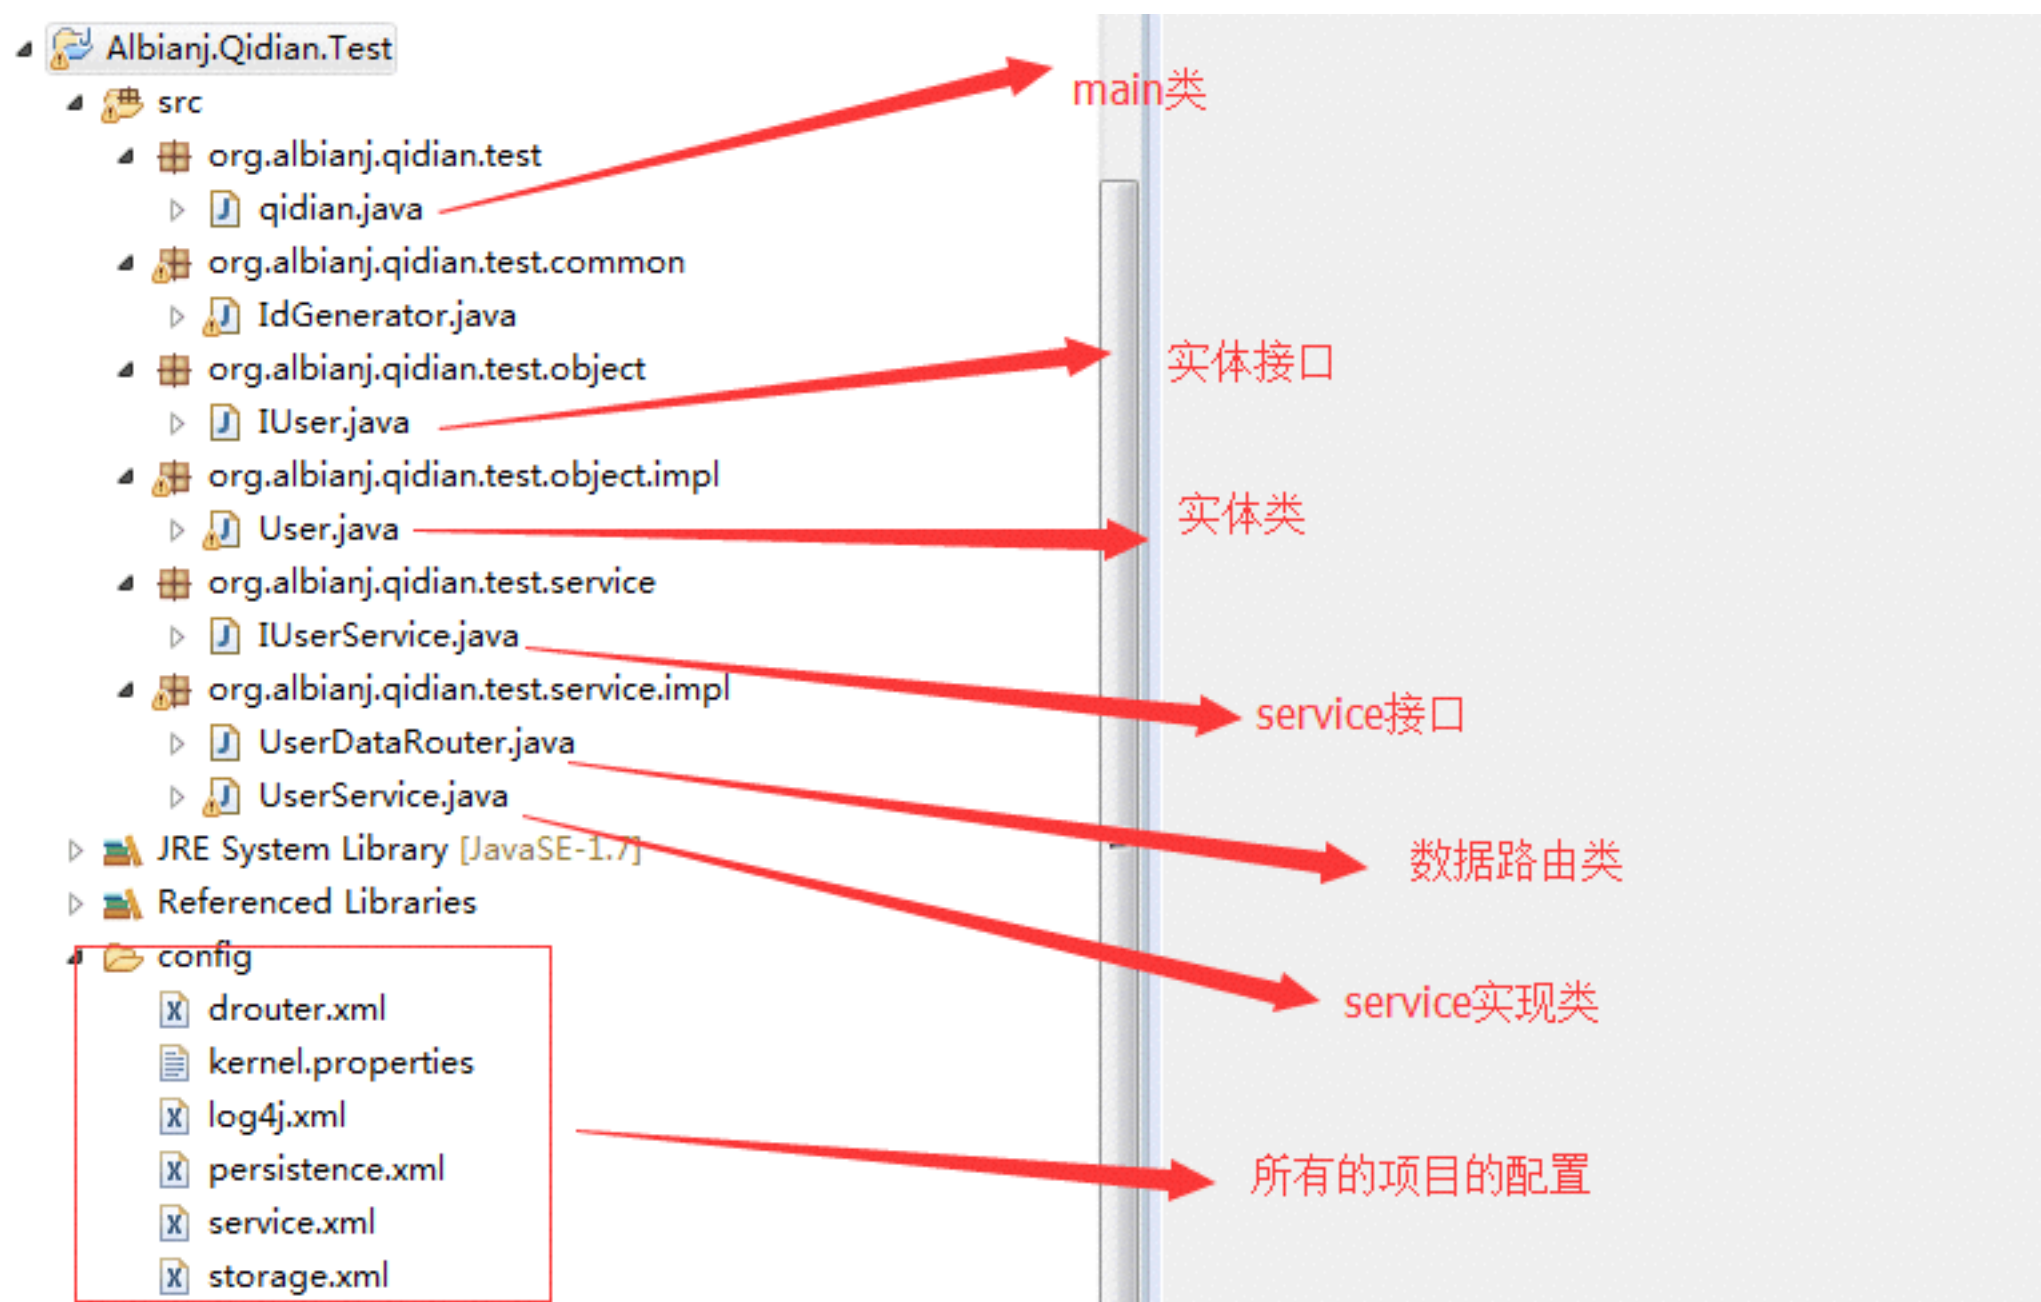 Albianj.Qidian.Test
src
org.albianj.qidian.test
qidian.java
main类
org.albianj.qidian.test.common
IdGenerator.java
org.albianj.qidian.test.object
IUser.java
实体接口
org.albianj.qidian.test.object.impl
User.java
实体类
org.albianj.qidian.test.service
IUserService.java
service接口
org.albianj.qidian.test.service.impl
UserDataRouter.java
数据路由类
UserService.java
service实现类
JRE System Library [JavaSE-1.7]
Referenced Libraries
config
drouter.xml
kernel.properties
log4j.xml
persistence.xml
service.xml
storage.xml
所有的项目的配置